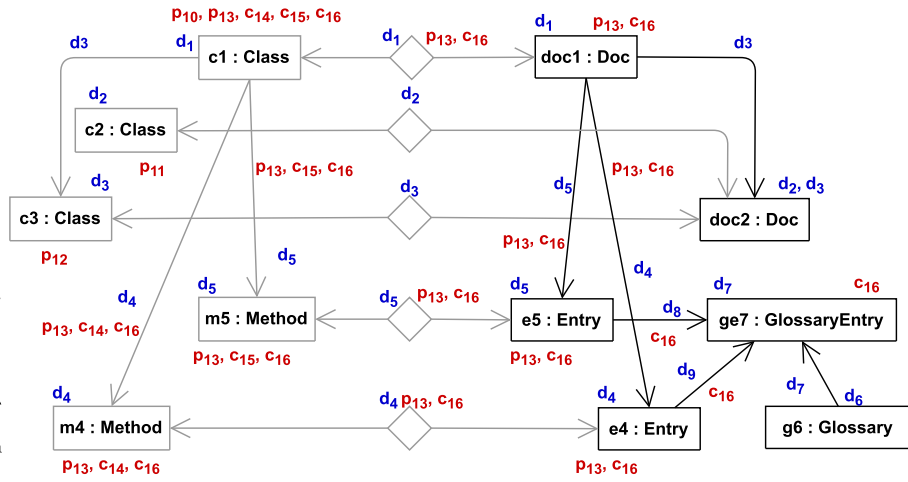 p10, p13, c14, c15, c16
d3
d1
c1 : Class
d1
p13, c16
d1
p13, c16
doc1 : Doc
d3
d2
c2 : Class
d2
p11
p13, c15, c16
d5
p13, c16
d3
c3 : Class
d3
d2, d3
doc2 : Doc
p12
p13, c16
d5
d4
d4
p13, c14, c16
d5
m5 : Method
d5
p13, c16
d5
e5 : Entry
d8
d7
c16
ge7 : GlossaryEntry
p13, c15, c16
p13, c16
c16
d9
c16
d4
m4 : Method
d4
p13, c16
d4
e4 : Entry
d7
d6
g6 : Glossary
p13, c14, c16
p13, c16